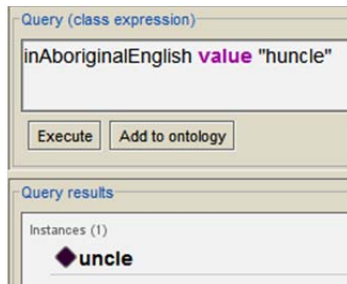 Query (class expression)
inAboriginalEnglish value "huncle"
Execute Add to ontology
Query results
Instances (1)
uncle